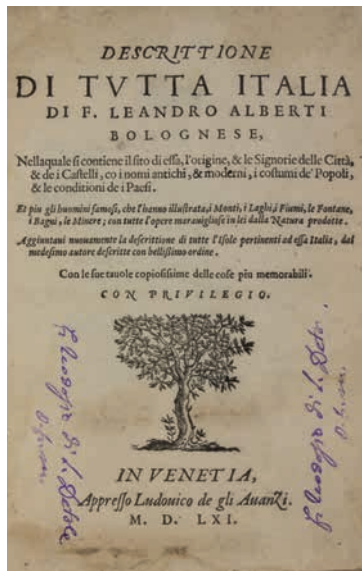 DESCRITTIONE
DI TVTTA ITALIA
DI F. LEANDRO ALBERTI
BOLOGNESE,
Nella quale si contiene il sito di essa, l'origine, & le Signorie delle Città,
& de i Castelli, co i nomi antichi, & moderni, i costumi de' Popoli,
& le conditioni de i Paesi.
Et piu gli huomini famosi, che l'hanno illustrata, i Monti, i Laghi, i Fiumi, le Fontane,
i Bagni, le Minere; con tutte l'opere marauigliose in lei dalla Natura prodotte.
Aggiuntaui nuouamente la descrittione di tutte l'Isole pertinenti ad essa Italia, dal
medesimo autore descritte con bellissimo ordine.
Con le sue tauole copiosissime delle cose più memorabili.
CON PRIVILEGIO.
IN VENETIA,
Appresso Ludouico de gli Auanzi.
M. D. LXI.